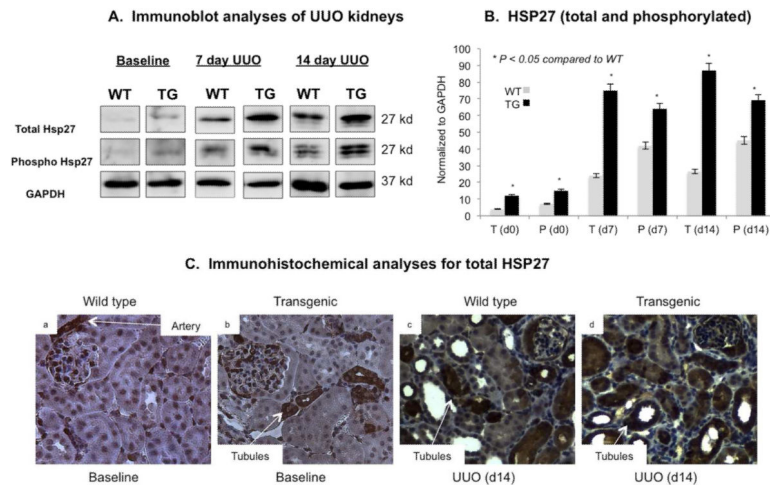 A. Immunoblot analyses of UUO kidneys
Baseline 7 day UUO 14 day UUO
WT TG WT TG WT TG
Total Hsp27 27 kd
Phospho Hsp27 27 kd
GAPDH 37 kd
B. HSP27 (total and phosphorylated)
* P < 0.05 compared to WT
WT
TG
Normalized to GAPDH
100
90
80
70
60
50
40
30
20
10
0
* * * * * *
T (d0) P (d0) T (d7) P (d7) T (d14) P (d14)
C. Immunohistochemical analyses for total HSP27
Wild type Transgenic Wild type Transgenic
a b c d
Artery
Tubules Tubules Tubules
Baseline Baseline UUO (d14) UUO (d14)